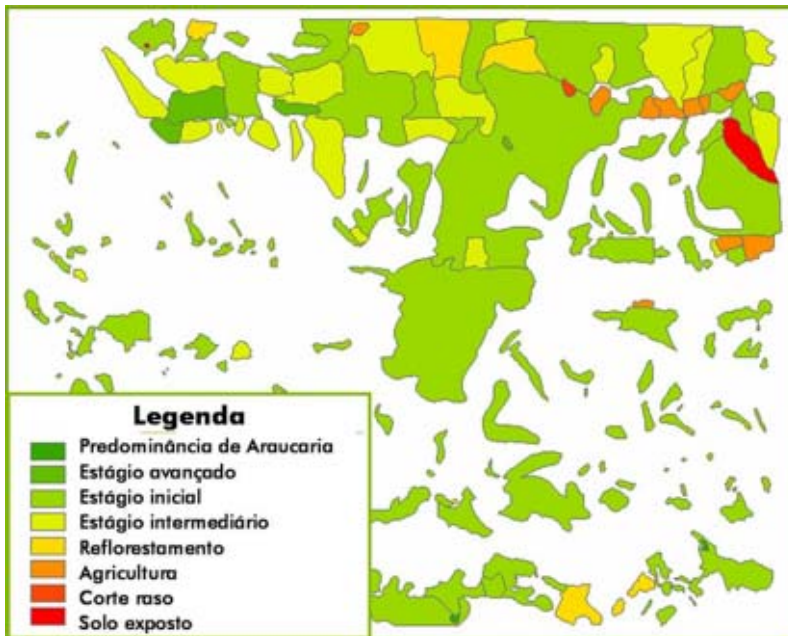 Legenda
Predominância de Araucaria
Estágio avançado
Estágio inicial
Estágio intermediário
Reflorestamento
Agricultura
Corte raso
Solo exposto